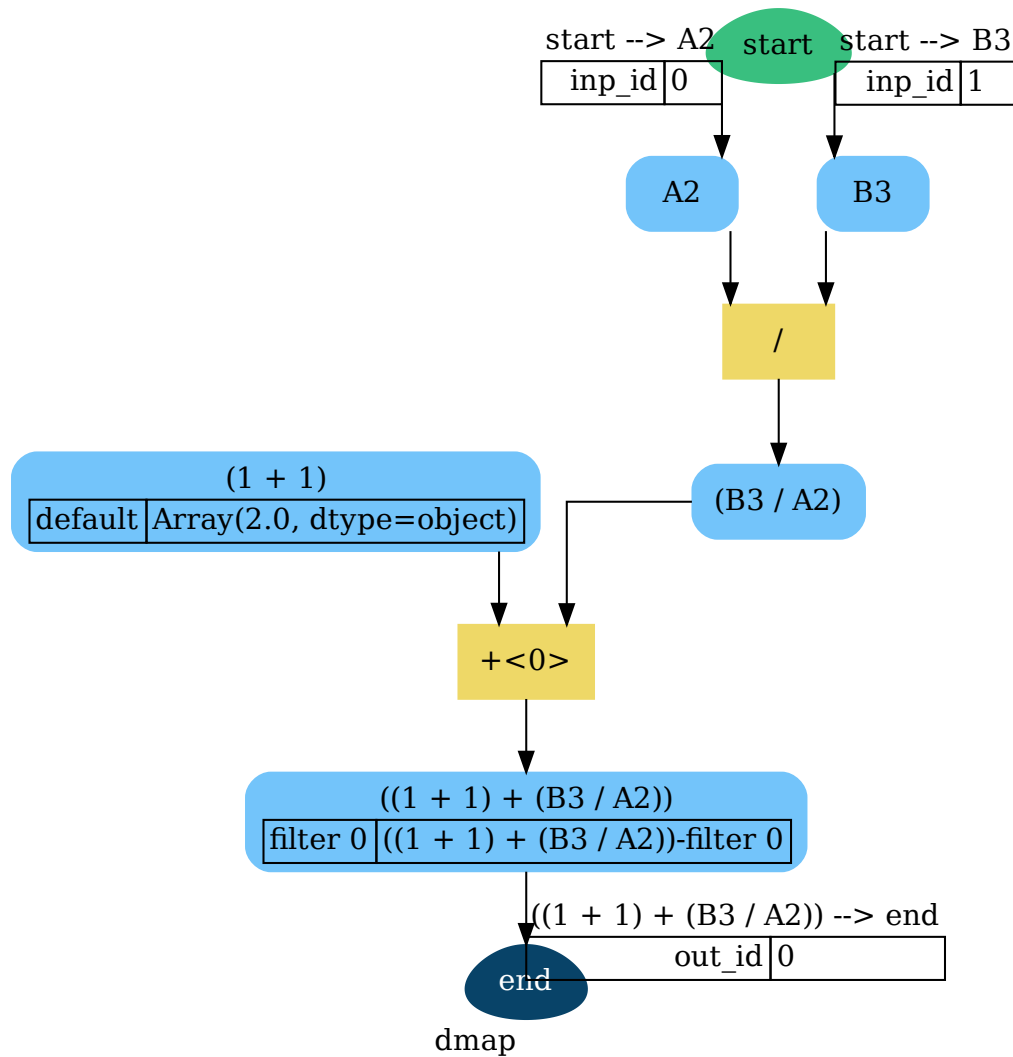 start --> A2
start
start --> B3
inp_id 0
inp_id 1
A2
B3
/
(1 + 1)
default Array(2.0, dtype=object)
(B3 / A2)
+<0>
((1 + 1) + (B3 / A2))
filter 0 ((1 + 1) + (B3 / A2))-filter 0
((1 + 1) + (B3 / A2)) --> end
out_id 0
end
dmap